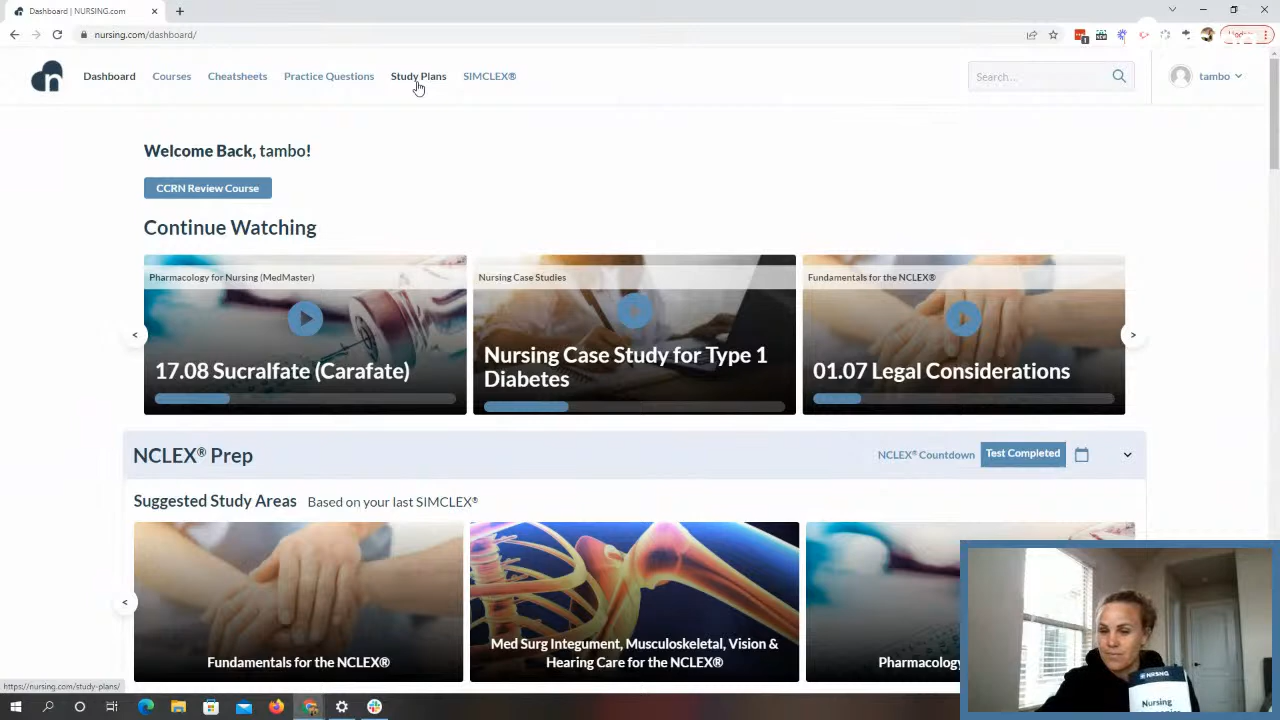 Dashboard | NURSING.com
nursing.com/dashboard/
Dashboard
Courses
Cheatsheets
Practice Questions
Study Plans
SIMCLEX®
Search...
tambo
Welcome Back, tambo!
CCRN Review Course
Continue Watching
Pharmacology for Nursing (MedMaster)
17.08 Sucralfate (Carafate)
Nursing Case Studies
Nursing Case Study for Type 1
Diabetes
Fundamentals for the NCLEX®
01.07 Legal Considerations
<
>
NCLEX® Prep
NCLEX® Countdown
Test Completed
Suggested Study Areas Based on your last SIMCLEX®
<
Fundamentals for the NCLEX®
Med Surg Integument, Musculoskeletal, Vision &
Hearing Care for the NCLEX®
Pharmacology
https://nursing.com/study-plans/
NRSNG
Nursing